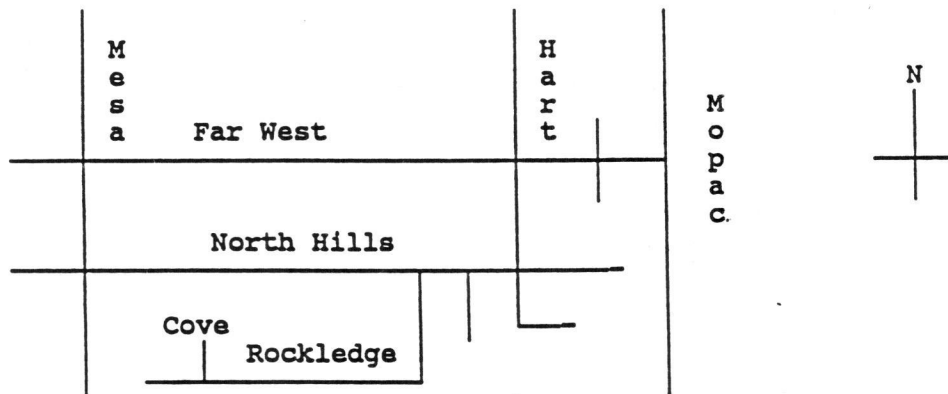 Mesa
Hart
Mopac
N
Far West
North Hills
Cove
Rockledge